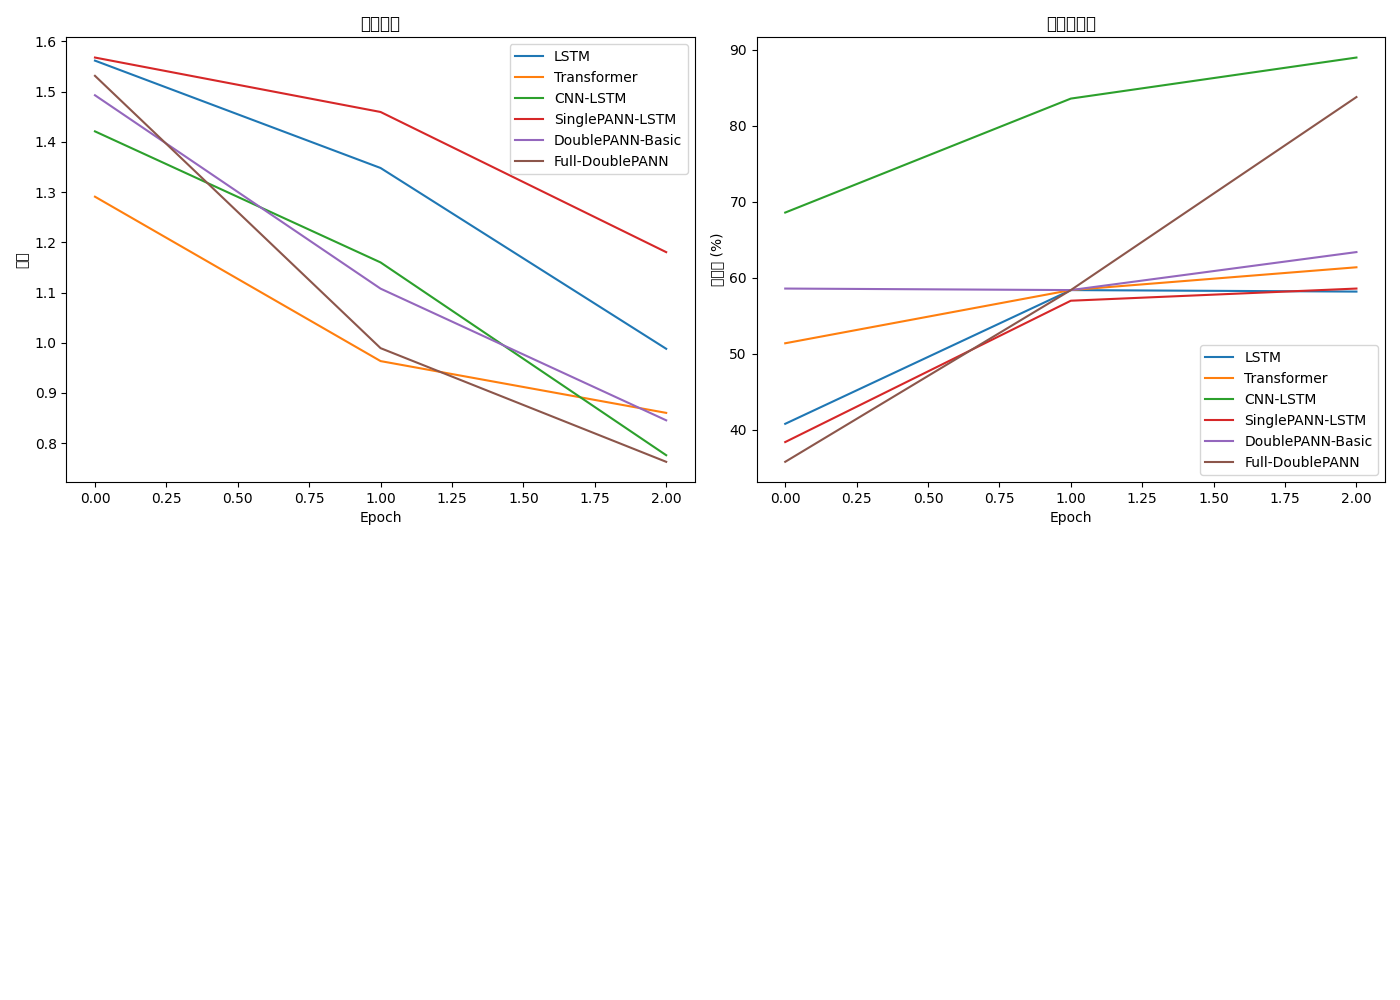 1.6
1.5
1.4
1.3
1.2
1.1
1.0
0.9
0.8
0.00 0.25 0.50 0.75 1.00 1.25 1.50 1.75 2.00
Epoch
LSTM
Transformer
CNN-LSTM
SinglePANN-LSTM
DoublePANN-Basic
Full-DoublePANN
(%)
90
80
70
60
50
40
0.00 0.25 0.50 0.75 1.00 1.25 1.50 1.75 2.00
Epoch
LSTM
Transformer
CNN-LSTM
SinglePANN-LSTM
DoublePANN-Basic
Full-DoublePANN